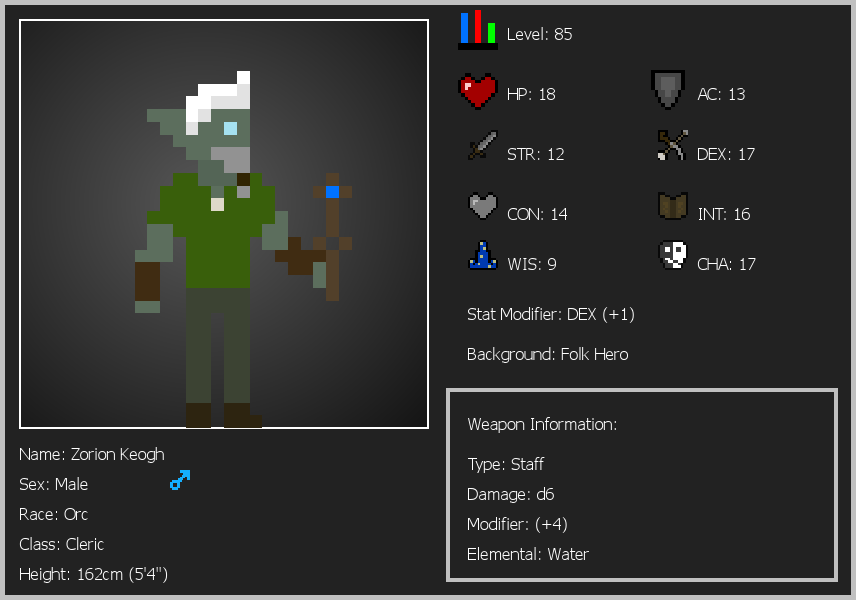 Level: 85
HP: 18
AC: 13
STR: 12
DEX: 17
CON: 14
INT: 16
WIS: 9
CHA: 17
Stat Modifier: DEX (+1)
Background: Folk Hero
Weapon Information:
Type: Staff
Damage: d6
Modifier: (+4)
Elemental: Water
Name: Zorion Keogh
Sex: Male
Race: Orc
Class: Cleric
Height: 162cm (5'4")